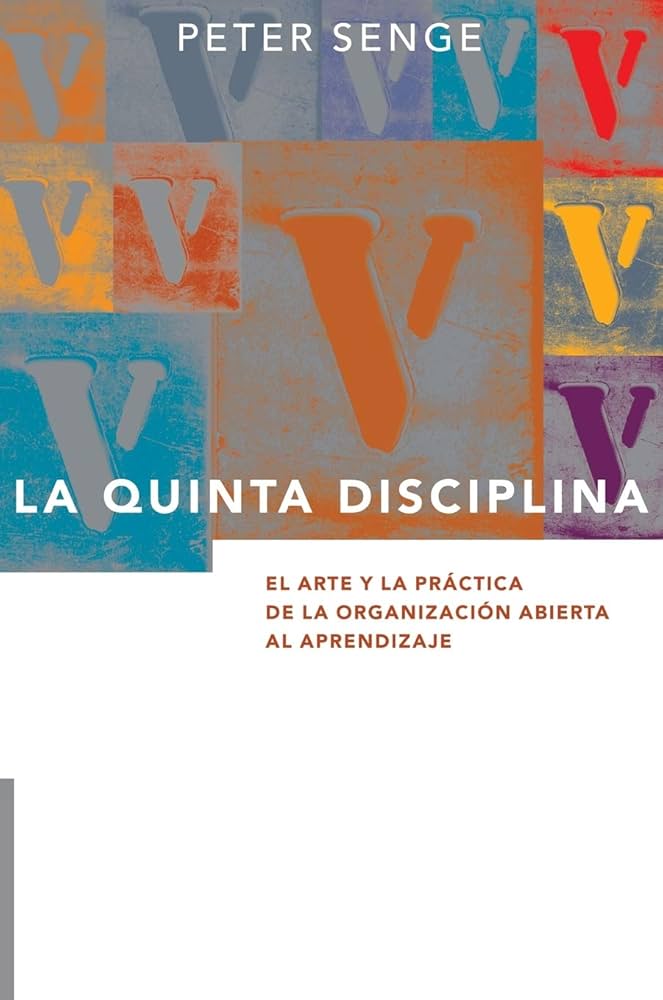 PETER SENGE
LA QUINTA DISCIPLINA
EL ARTE Y LA PRÁCTICA
DE LA ORGANIZACIÓN ABIERTA
AL APRENDIZAJE